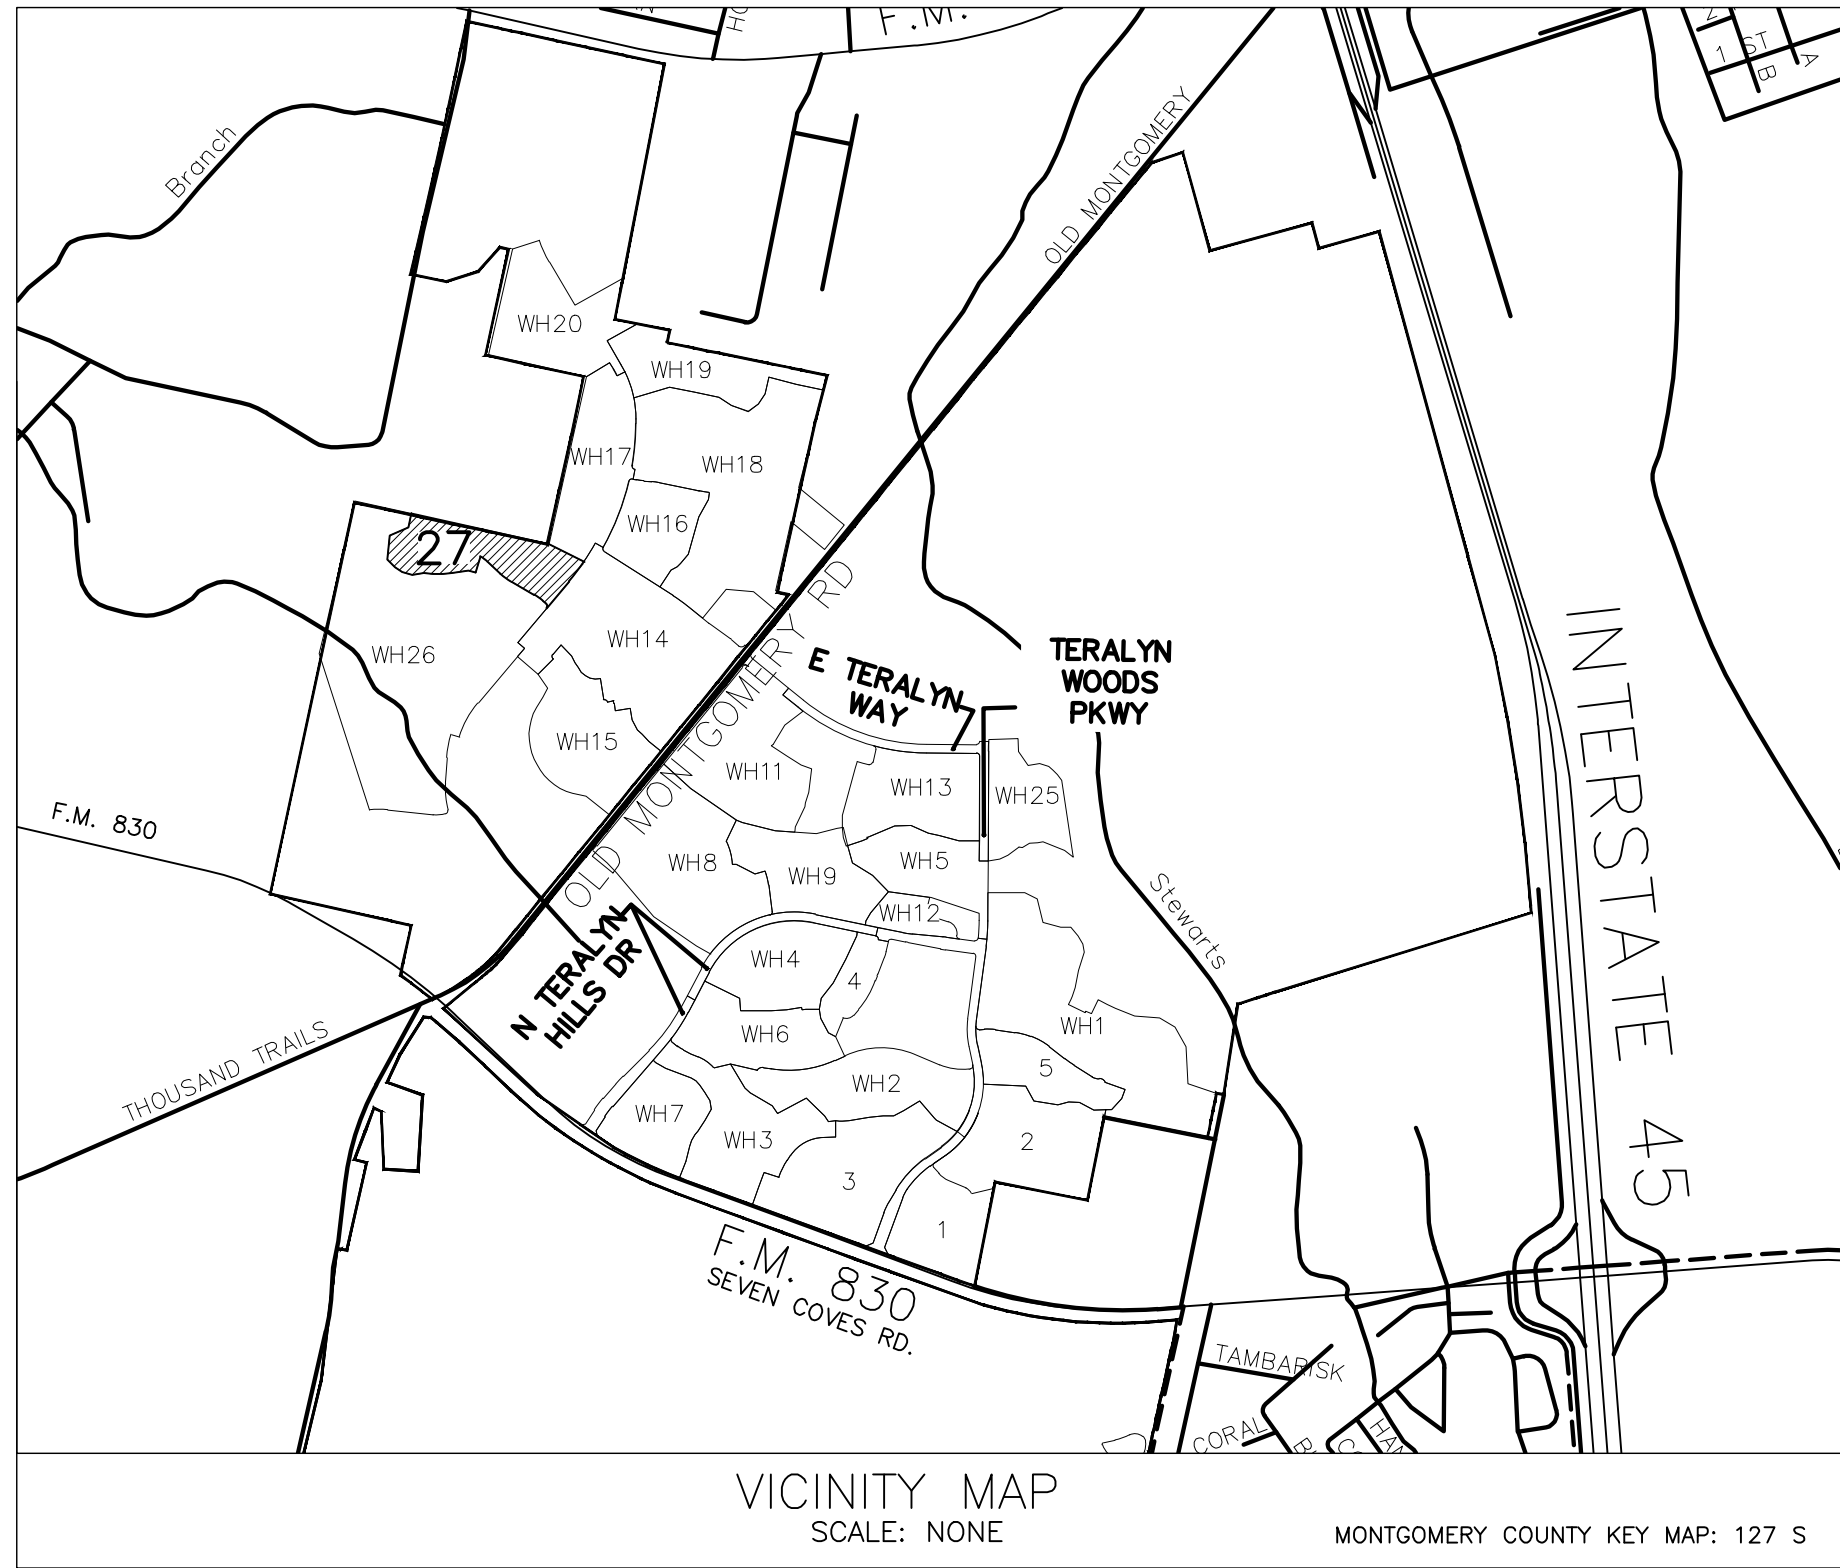 F.M.
1 ST
B
A
Branch
OLD MONTGOMERY
WH20
WH19
WH17
WH18
WH16
27
WH14
WH26
WH15
OLD MONTGOMERY RD
E TERALYN
WAY
TERALYN
WOODS
PKWY
INTERSTATE 45
WH11
WH13
WH25
F.M. 830
WH8
WH9
WH5
WH12
Stewarts
N TERALYN
HILLS DR
WH4
4
WH6
WH1
THOUSAND TRAILS
5
WH2
WH7
WH3
2
3
1
F.M. 830
SEVEN COVES RD.
TAMBARISK
CORAL
VICINITY MAP
SCALE: NONE
MONTGOMERY COUNTY KEY MAP: 127 S